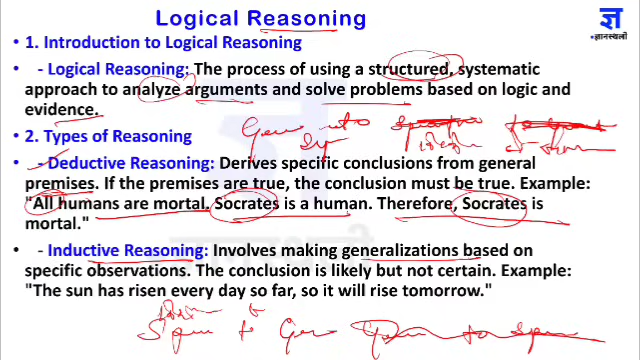 Logical Reasoning
ज्ञ
ज्ञानस्थली
• 1. Introduction to Logical Reasoning
• - Logical Reasoning: The process of using a structured, systematic
approach to analyze arguments and solve problems based on logic and
evidence.
• 2. Types of Reasoning
• - Deductive Reasoning: Derives specific conclusions from general
premises. If the premises are true, the conclusion must be true. Example:
"All humans are mortal. Socrates is a human. Therefore, Socrates is
mortal."
• - Inductive Reasoning: Involves making generalizations based on
specific observations. The conclusion is likely but not certain. Example:
"The Sun has risen every day so far, so it will rise tomorrow."
to Gen